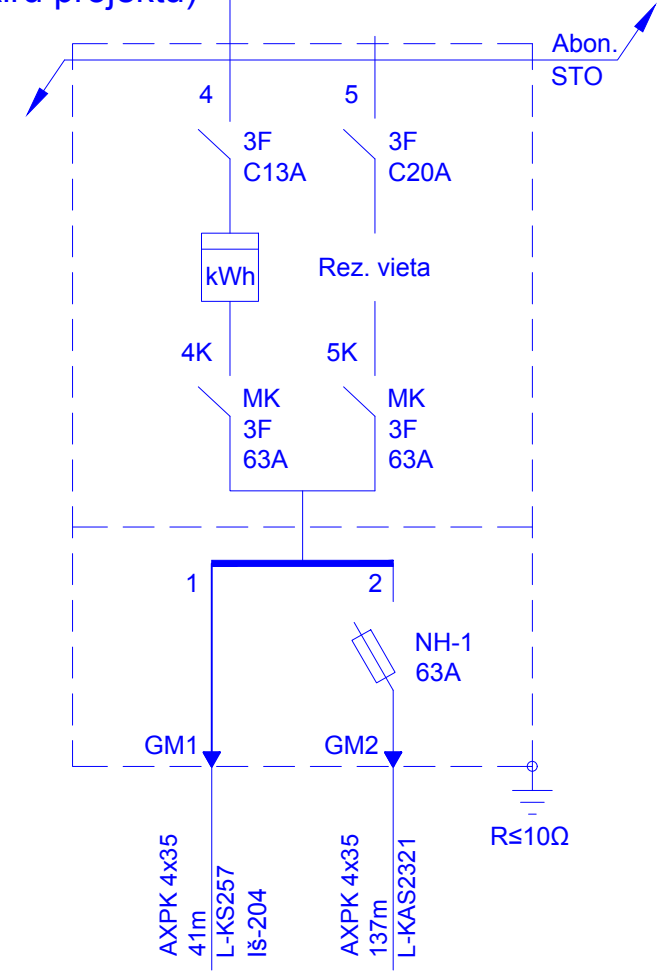 projektu)
Abon.
STO
4
5
3F
C13A
3F
C20A
kWh
Rez. vieta
4K
5K
MK
3F
63A
MK
3F
63A
1
2
NH-1
63A
GM1
GM2
R≤10Ω
AXPK 4x35
41m
L-KS257
Iš-204
AXPK 4x35
137m
L-KAS2321